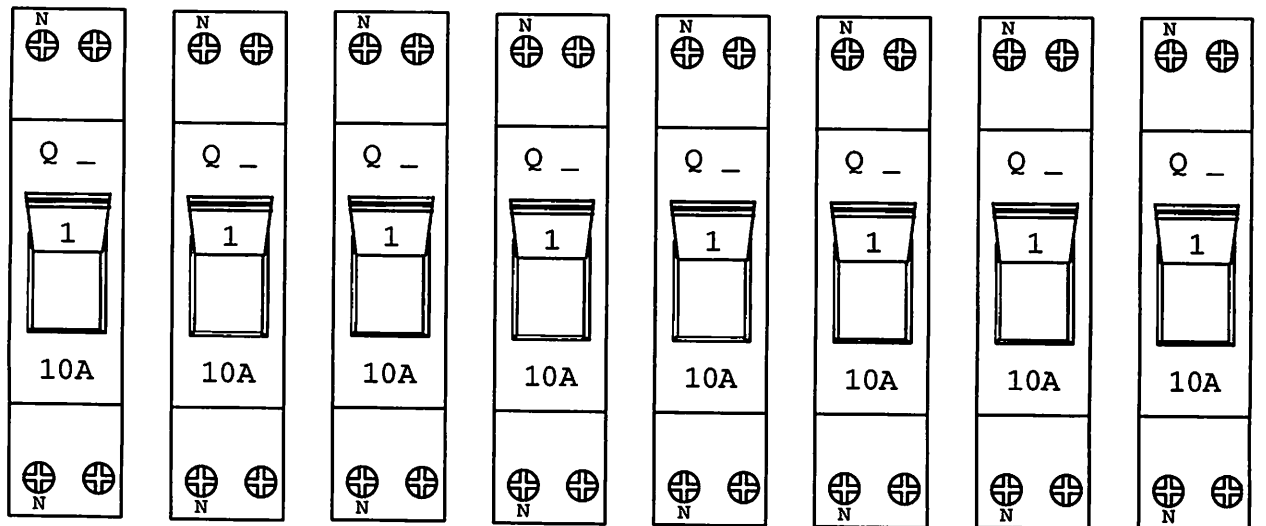 N N N N N N N N
Q _ Q _ Q _ Q _ Q _ Q _ Q _ Q _
1 1 1 1 1 1 1 1
10A 10A 10A 10A 10A 10A 10A 10A
N N N N N N N N